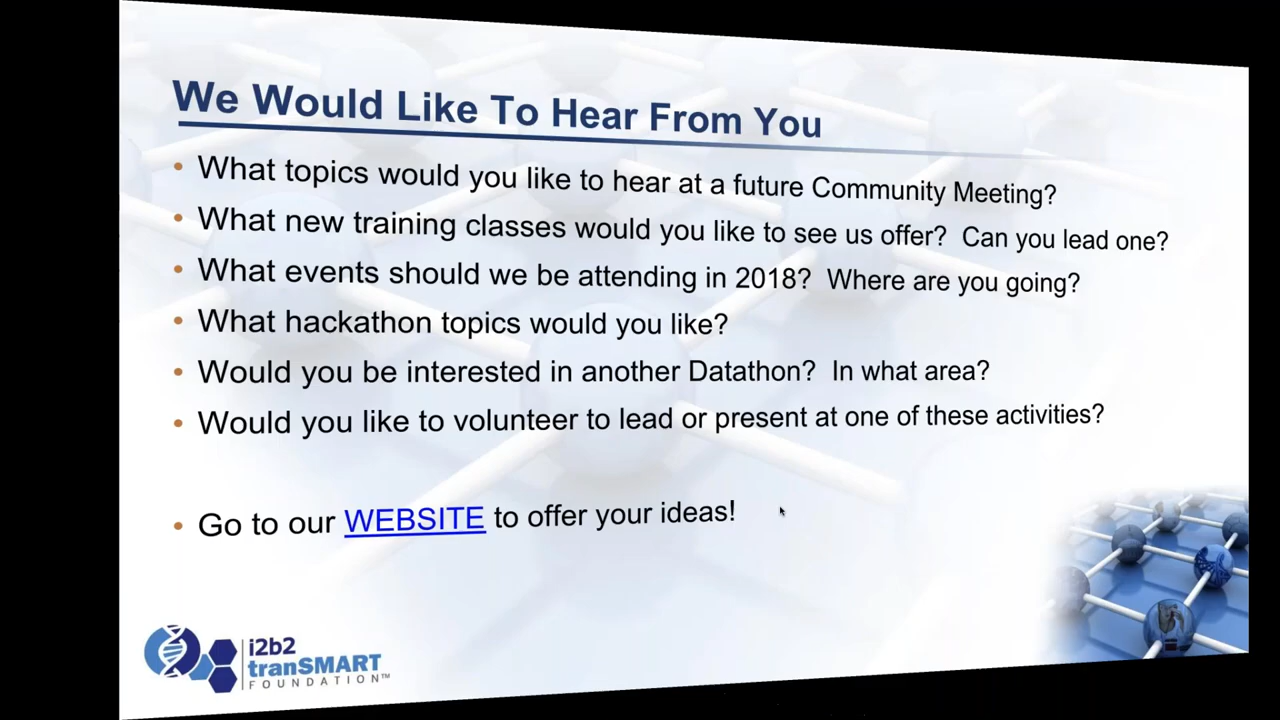 We Would Like To Hear From You
• What topics would you like to hear at a future Community Meeting?
• What new training classes would you like to see us offer? Can you lead one?
• What events should we be attending in 2018? Where are you going?
• What hackathon topics would you like?
• Would you be interested in another Datathon? In what area?
• Would you like to volunteer to lead or present at one of these activities?
• Go to our WEBSITE to offer your ideas!
i2b2
tranSMART
FOUNDATION™